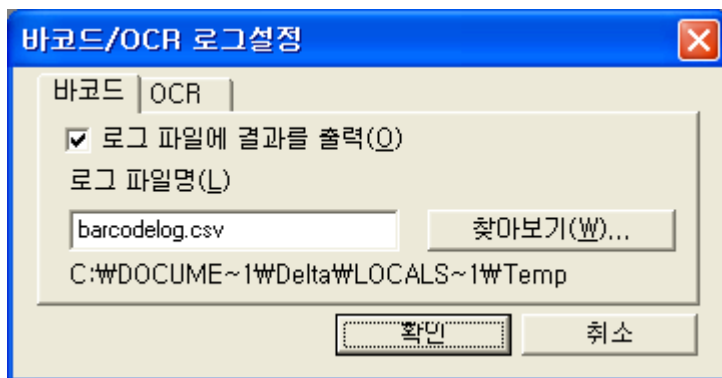 바코드/OCR 로그설정
바코드 OCR
로그 파일에 결과를 출력(O)
로그 파일명(L)
barcodelog.csv 찾아보기(W)...
C:₩DOCUME~1₩Delta₩LOCALS~1₩Temp
확인 취소